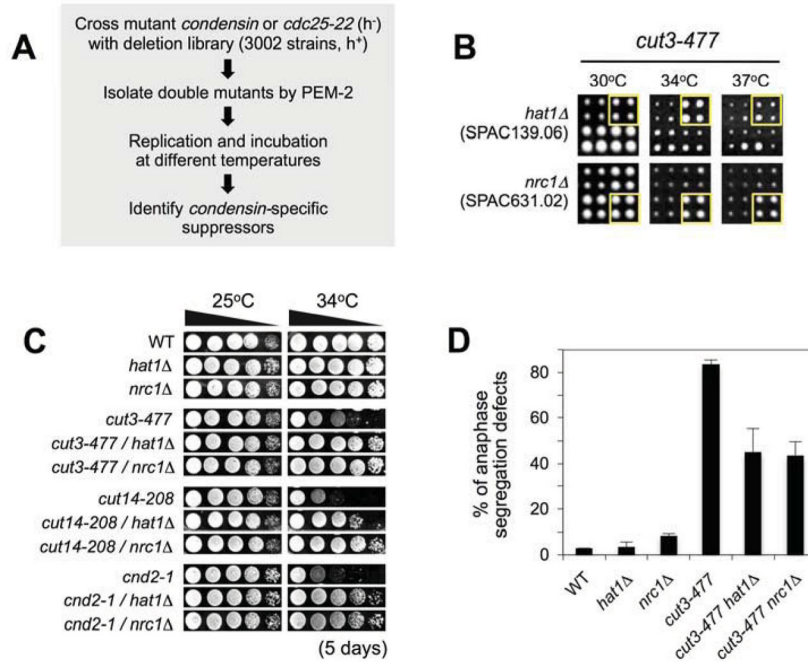 A
Cross mutant condensin or cdc25-22 (h-)
with deletion library (3002 strains, h+)
Isolate double mutants by PEM-2
Replication and incubation
at different temperatures
Identify condensin-specific
suppressors
B
cut3-477
30°C 34°C 37°C
hat1Δ
(SPAC139.06)
nrc1Δ
(SPAC631.02)
C
25°C 34°C
WT
hat1Δ
nrc1Δ
cut3-477
cut3-477 / hat1Δ
cut3-477 / nrc1Δ
cut14-208
cut14-208 / hat1Δ
cut14-208 / nrc1Δ
cnd2-1
cnd2-1 / hat1Δ
cnd2-1 / nrc1Δ
(5 days)
D
% of anaphase
segregation defects
80
60
40
20
0
WT
hat1Δ
nrc1Δ
cut3-477
cut3-477 hat1Δ
cut3-477 nrc1Δ